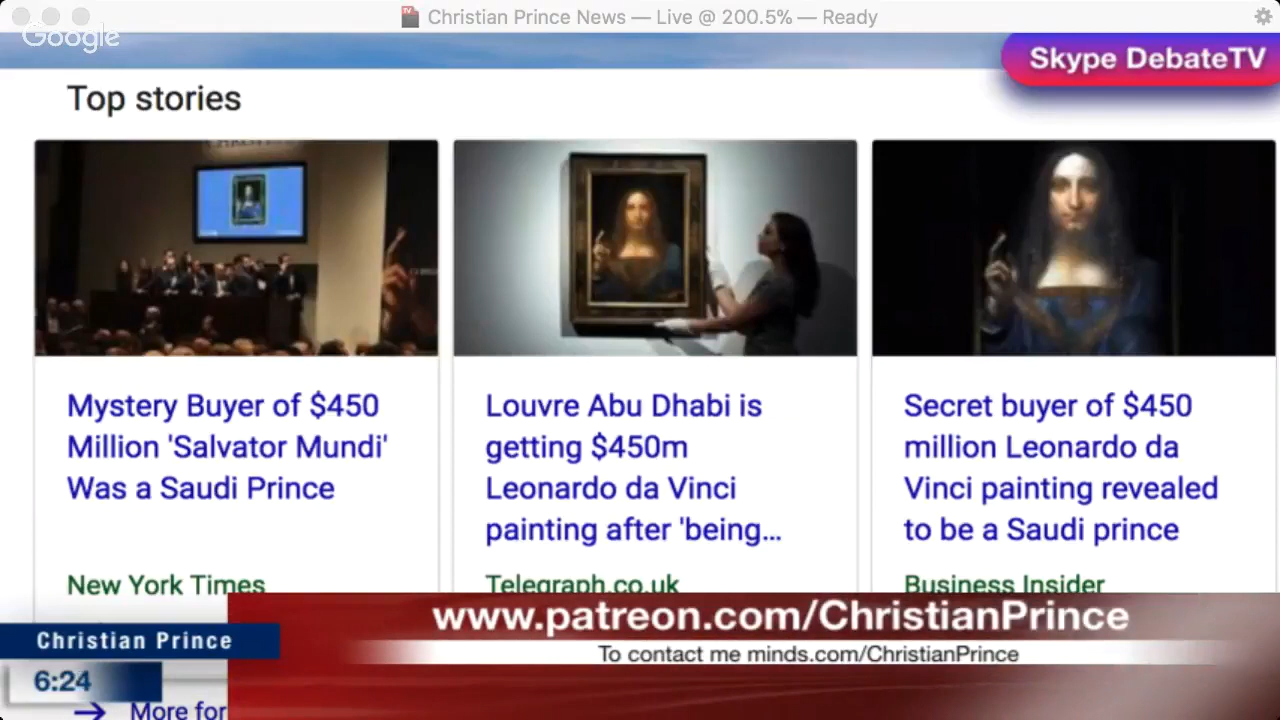 Christian Prince News — Live @ 200.5% — Ready
Google
Skype DebateTV
Top stories
Mystery Buyer of $450
Million 'Salvator Mundi'
Was a Saudi Prince
New York Times
Louvre Abu Dhabi is
getting $450m
Leonardo da Vinci
painting after 'being...
Telegraph.co.uk
Secret buyer of $450
million Leonardo da
Vinci painting revealed
to be a Saudi prince
Business Insider
www.patreon.com/ChristianPrince
To contact me minds.com/ChristianPrince
Christian Prince
6:24
More for